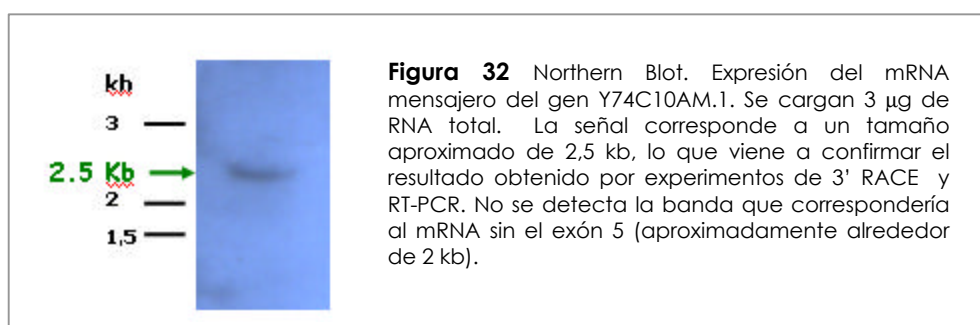 kh
3
2.5 Kb
2
1,5
Figura 32 Northern Blot. Expresión del mRNA
mensajero del gen Y74C10AM.1. Se cargan 3 μg de
RNA total. La señal corresponde a un tamaño
aproximado de 2,5 kb, lo que viene a confirmar el
resultado obtenido por experimentos de 3' RACE y
RT-PCR. No se detecta la banda que correspondería
al mRNA sin el exón 5 (aproximadamente alrededor
de 2 kb).